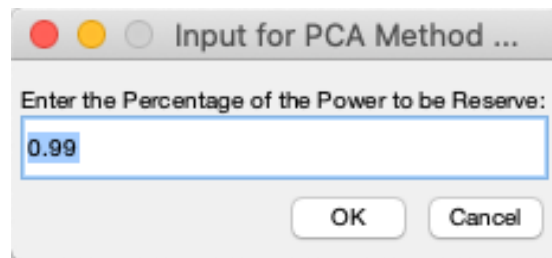 Input for PCA Method ...
Enter the Percentage of the Power to be Reserve:
0.99
OK Cancel